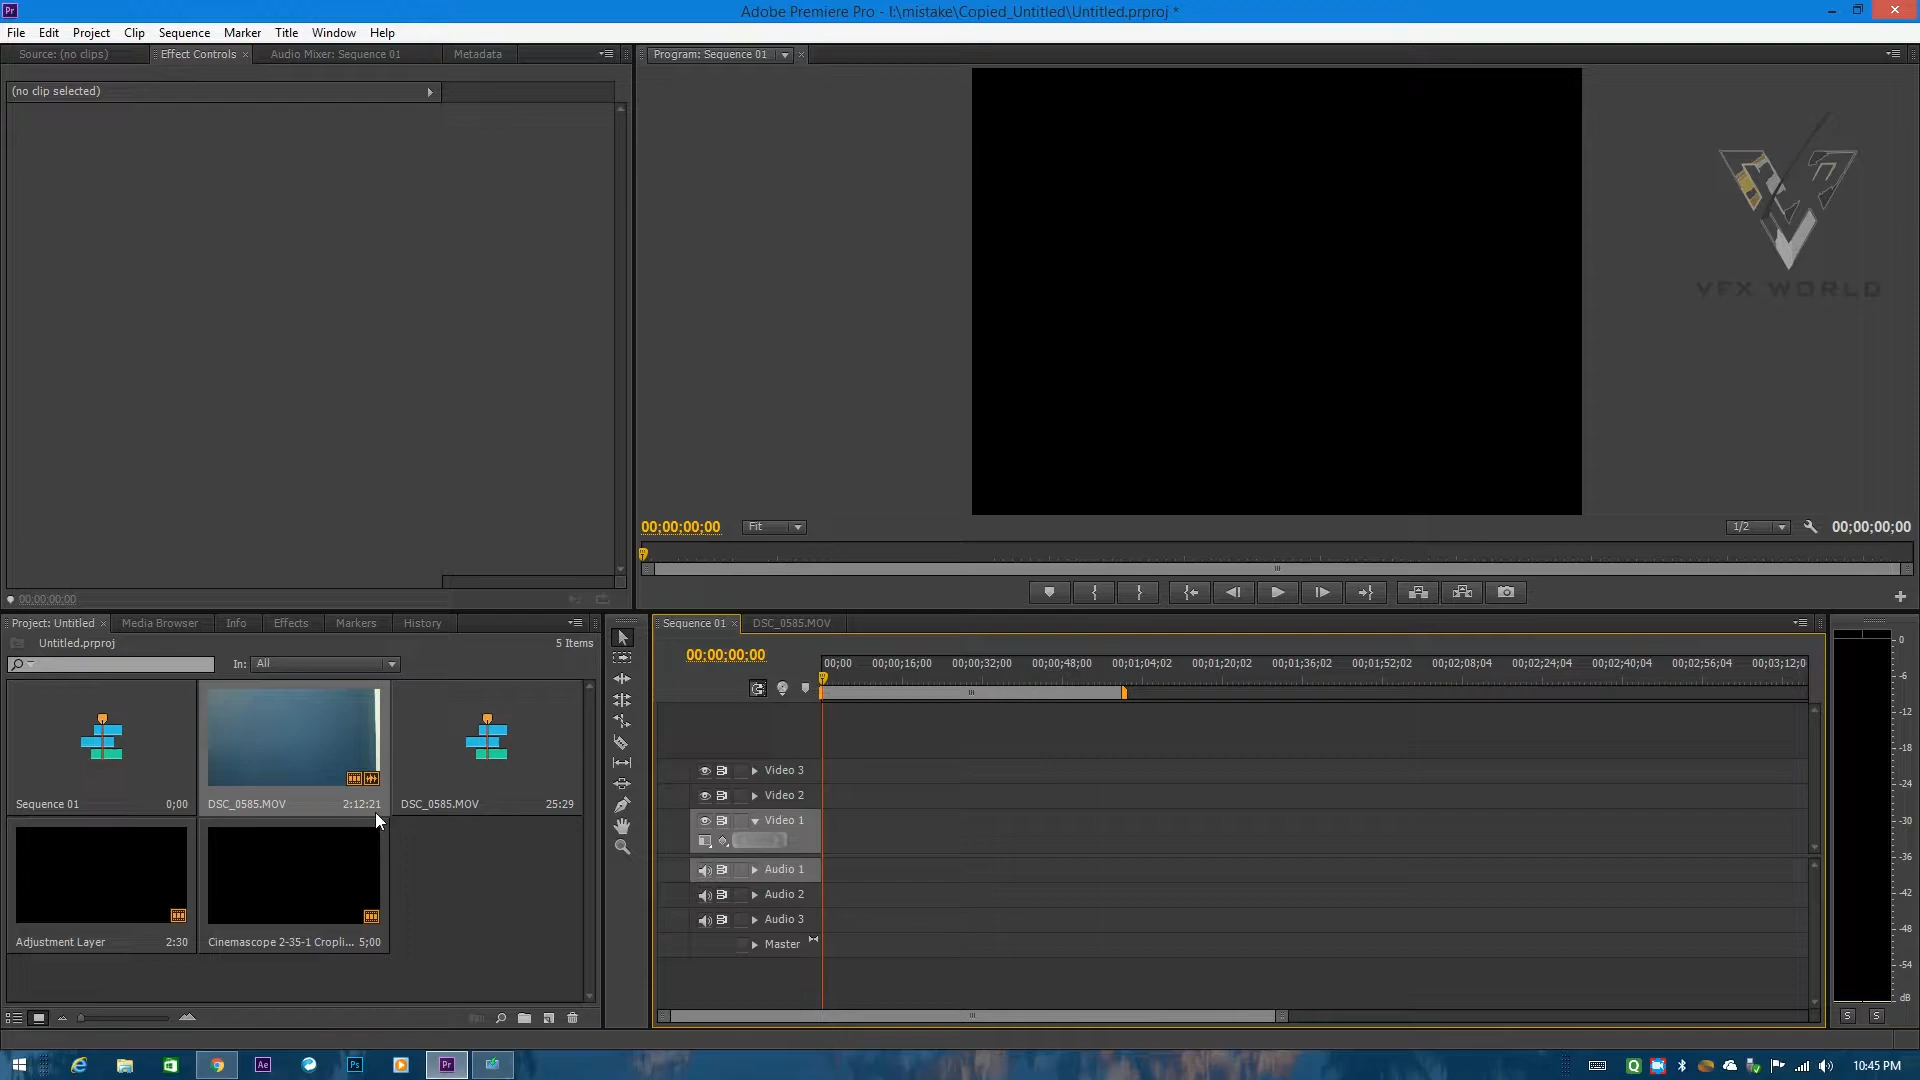 Pr
Adobe Premiere Pro - I:\mistake\Copied_Untitled\Untitled.prproj *
File Edit Project Clip Sequence Marker Title Window Help
Source: (no clips) Effect Controls Audio Mixer: Sequence 01 Metadata
Program: Sequence 01
(no clip selected)
VFX WORLD
00;00;00;00 Fit 1/2 00;00;00;00
00;00;00;00
Project: Untitled Media Browser Info Effects Markers History
Sequence 01 DSC_0585.MOV
Untitled.prproj 5 Items
In: All
00;00;00;00
00;00 00;00;16;00 00;00;32;00 00;00;48;00 00;01;04;02 00;01;20;02 00;01;36;02 00;01;52;02 00;02;08;04 00;02;24;04 00;02;40;04 00;02;56;04 00;03;12;0
Sequence 01 0;00
DSC_0585.MOV 2:12:21
DSC_0585.MOV 25:29
Adjustment Layer 2:30
Cinemascope 2-35-1 Cropli... 5;00
Video 3
Video 2
Video 1
Audio 1
Audio 2
Audio 3
Master
0
-6
-12
-18
-24
-30
-36
-42
-48
-54
dB
S S
Ae Ps Pr
10:45 PM